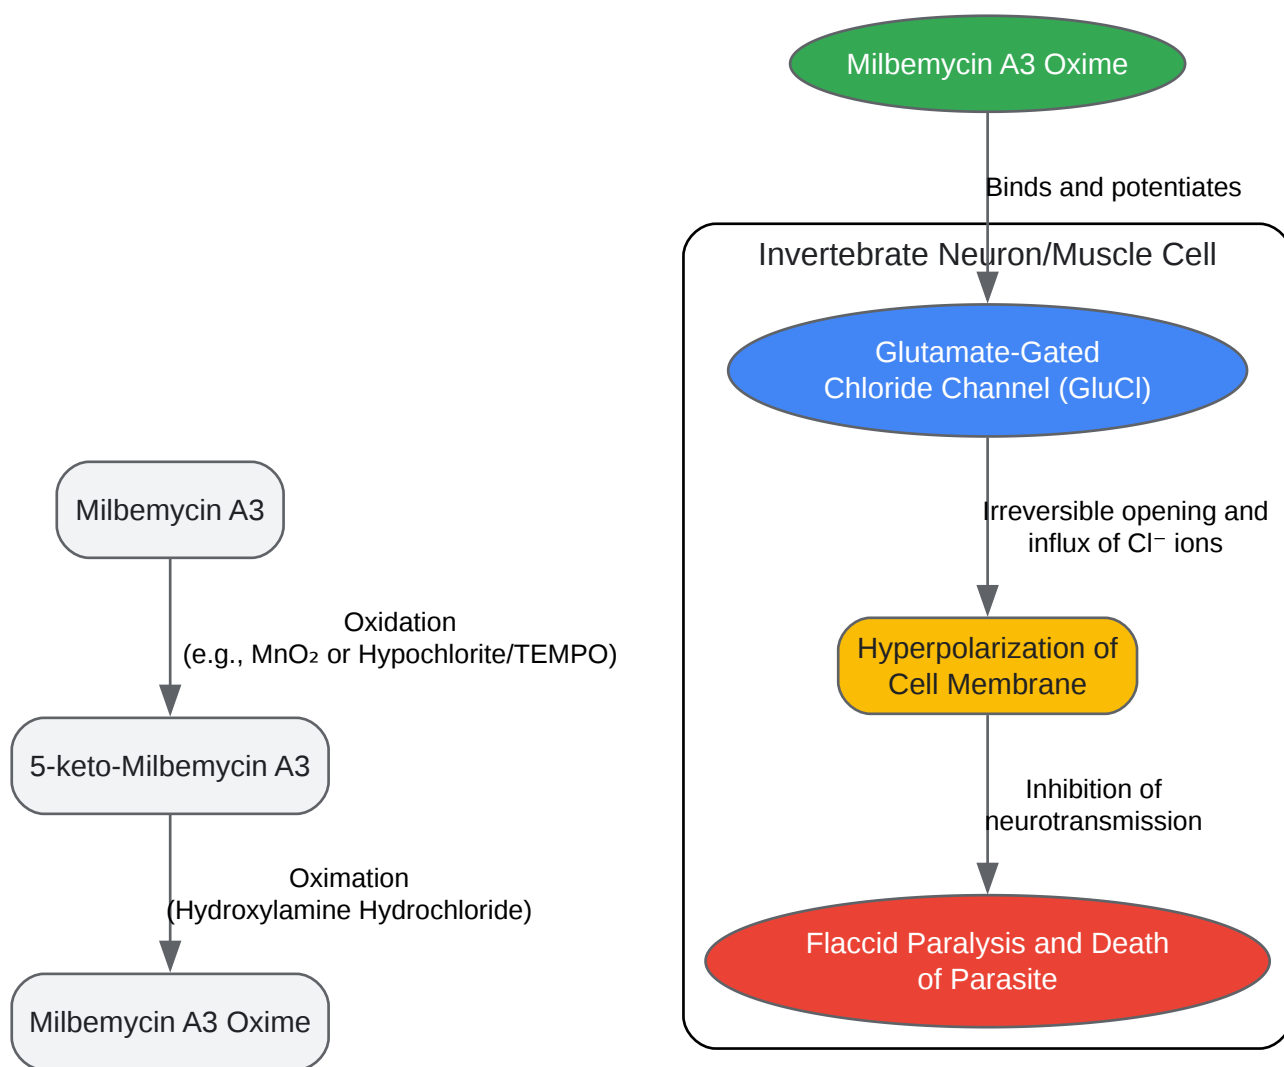 Milbemycin A3 Oxime
Binds and potentiates
Invertebrate Neuron/Muscle Cell
Glutamate-Gated
Chloride Channel (GluCl)
Irreversible opening and
influx of Cl⁻ ions
Hyperpolarization of
Cell Membrane
Inhibition of
neurotransmission
Flaccid Paralysis and Death
of Parasite
Milbemycin A3
Oxidation
(e.g., MnO₂ or Hypochlorite/TEMPO)
5-keto-Milbemycin A3
Oximation
(Hydroxylamine Hydrochloride)
Milbemycin A3 Oxime